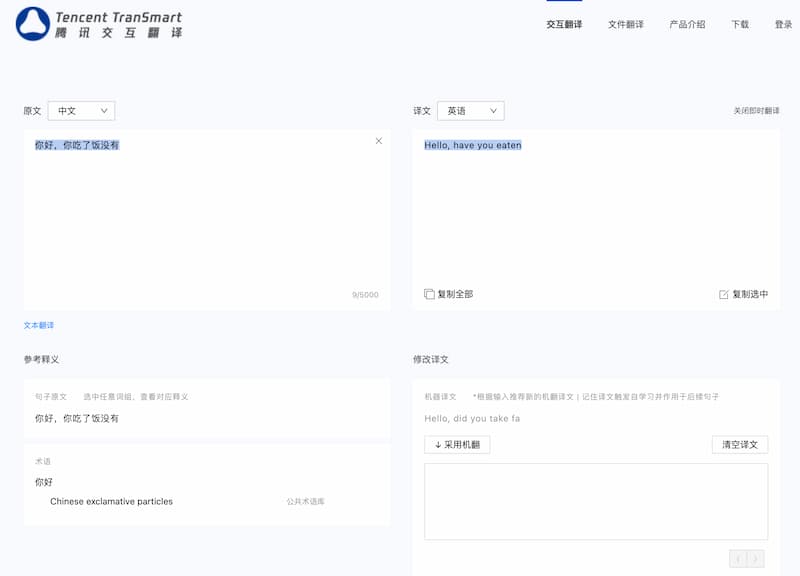 Tencent TranSmart
腾讯交互翻译
交互翻译 文件翻译 产品介绍 下载 登录
原文 中文
译文 英语 关闭即时翻译
你好，你吃了饭没有
Hello, have you eaten
9/5000
复制全部 复制选中
文本翻译
参考释义
句子原文 选中任意词组，查看对应释义
你好，你吃了饭没有
术语
你好
Chinese exclamative particles 公共术语库
修改译文
机器译文 *根据输入推荐新的机翻译文 | 记住译文触发自学习并作用于后续句子
Hello, did you take fa
采用机翻 清空译文